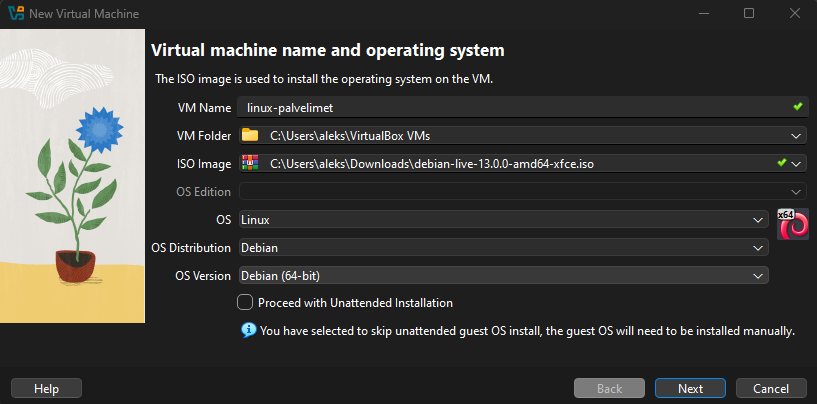 New Virtual Machine
Virtual machine name and operating system
The ISO image is used to install the operating system on the VM.
VM Name linux-palvelimet
VM Folder C:\Users\aleks\VirtualBox VMs
ISO Image C:\Users\aleks\Downloads\debian-live-13.0.0-amd64-xfce.iso
OS Edition
OS Linux
x64
OS Distribution Debian
OS Version Debian (64-bit)
Proceed with Unattended Installation
You have selected to skip unattended guest OS install, the guest OS will need to be installed manually.
Help Back Next Cancel